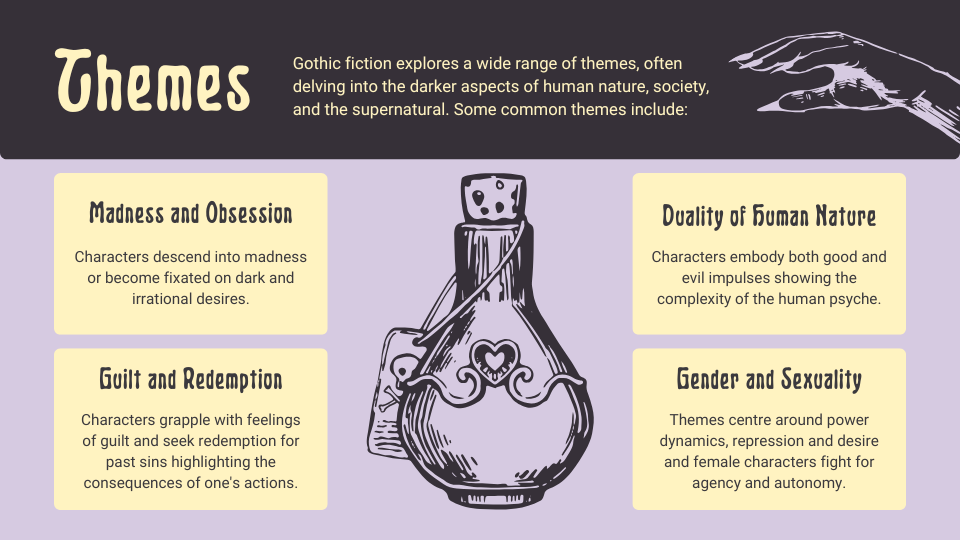 Themes
Gothic fiction explores a wide range of themes, often
delving into the darker aspects of human nature, society,
and the supernatural. Some common themes include:
Madness and Obsession
Characters descend into madness
or become fixated on dark and
irrational desires.
Duality of Human Nature
Characters embody both good and
evil impulses showing the
complexity of the human psyche.
Guilt and Redemption
Characters grapple with feelings
of guilt and seek redemption for
past sins highlighting the
consequences of one's actions.
Gender and Sexuality
Themes centre around power
dynamics, repression and desire
and female characters fight for
agency and autonomy.